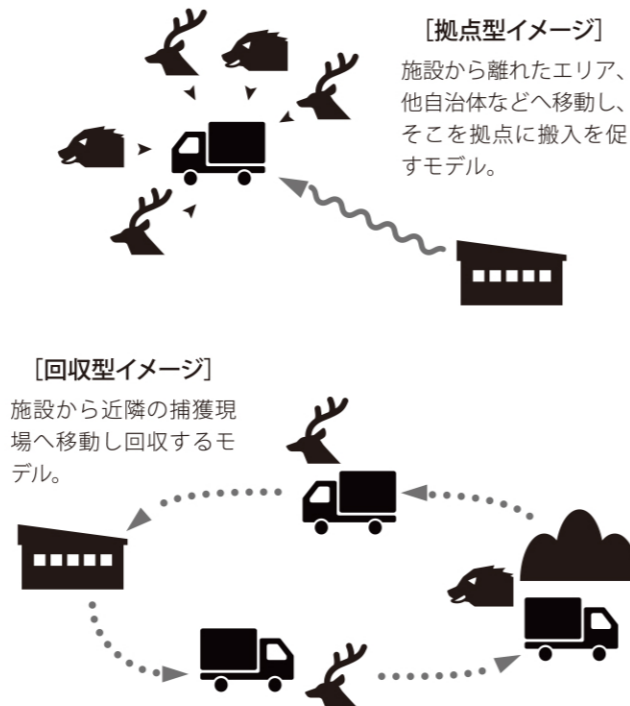 ［拠点型イメージ］
施設から離れたエリア、
他自治体などへ移動し、
そこを拠点に搬入を促
すモデル。
［回収型イメージ］
施設から近隣の捕獲現
場へ移動し回収するモ
デル。